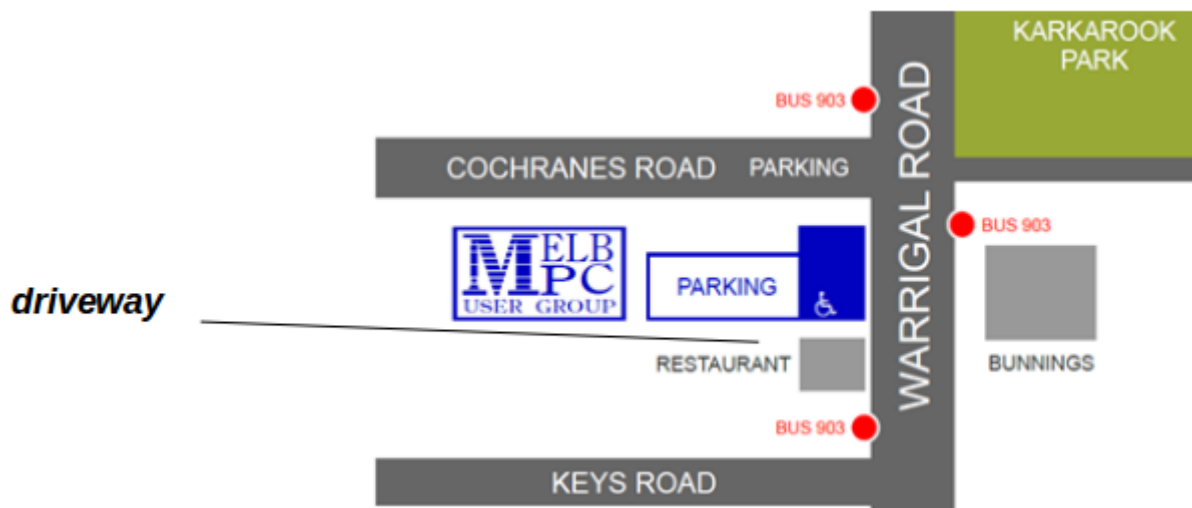 KARKAROOK
PARK
BUS 903
WARRIGAL ROAD
COCHRANES ROAD
PARKING
BUS 903
MELB
PC
USER GROUP
PARKING
driveway
RESTAURANT
BUNNINGS
BUS 903
KEYS ROAD